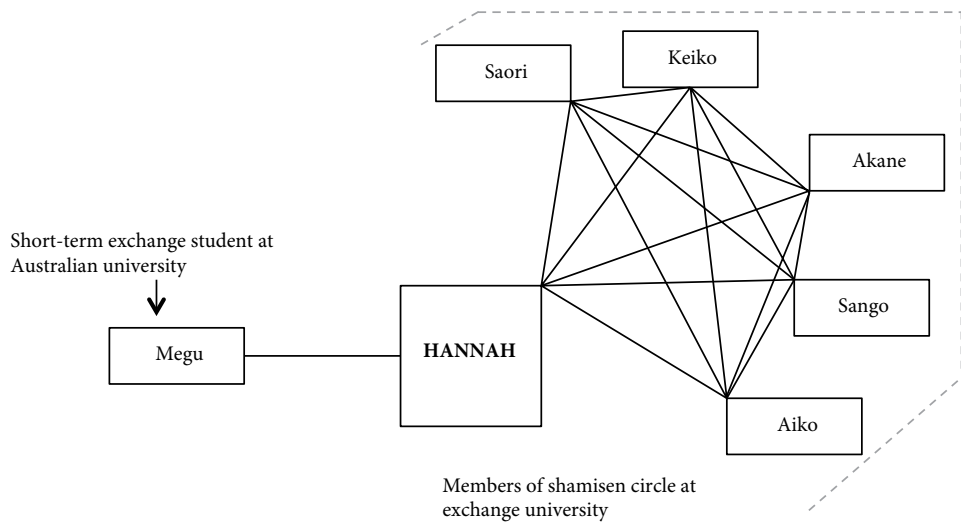 Saori
Keiko
Akane
Short-term exchange student at
Australian university
Sango
Megu
HANNAH
Aiko
Members of shamisen circle at
exchange university